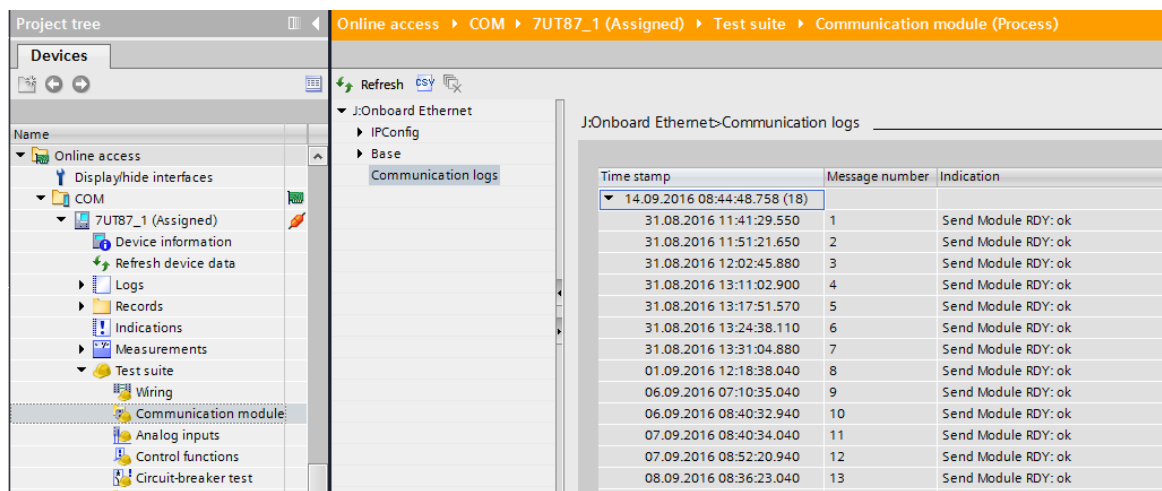 Project tree
Online access ▸ COM ▸ 7UT87_1 (Assigned) ▸ Test suite ▸ Communication module (Process)
Devices
Name
Online access
Display/hide interfaces
COM
7UT87_1 (Assigned)
Device information
Refresh device data
Logs
Records
Indications
Measurements
Test suite
Wiring
Communication module
Analog inputs
Control functions
Circuit-breaker test
Refresh CSV
J:Onboard Ethernet
IPConfig
Base
Communication logs
J:Onboard Ethernet>Communication logs
Time stamp Message number Indication
14.09.2016 08:44:48.758 (18)
31.08.2016 11:41:29.550 1 Send Module RDY: ok
31.08.2016 11:51:21.650 2 Send Module RDY: ok
31.08.2016 12:02:45.880 3 Send Module RDY: ok
31.08.2016 13:11:02.900 4 Send Module RDY: ok
31.08.2016 13:17:51.570 5 Send Module RDY: ok
31.08.2016 13:24:38.110 6 Send Module RDY: ok
31.08.2016 13:31:04.880 7 Send Module RDY: ok
01.09.2016 12:18:38.040 8 Send Module RDY: ok
06.09.2016 07:10:35.040 9 Send Module RDY: ok
06.09.2016 08:40:32.940 10 Send Module RDY: ok
07.09.2016 08:40:34.040 11 Send Module RDY: ok
07.09.2016 08:52:20.940 12 Send Module RDY: ok
08.09.2016 08:36:23.040 13 Send Module RDY: ok